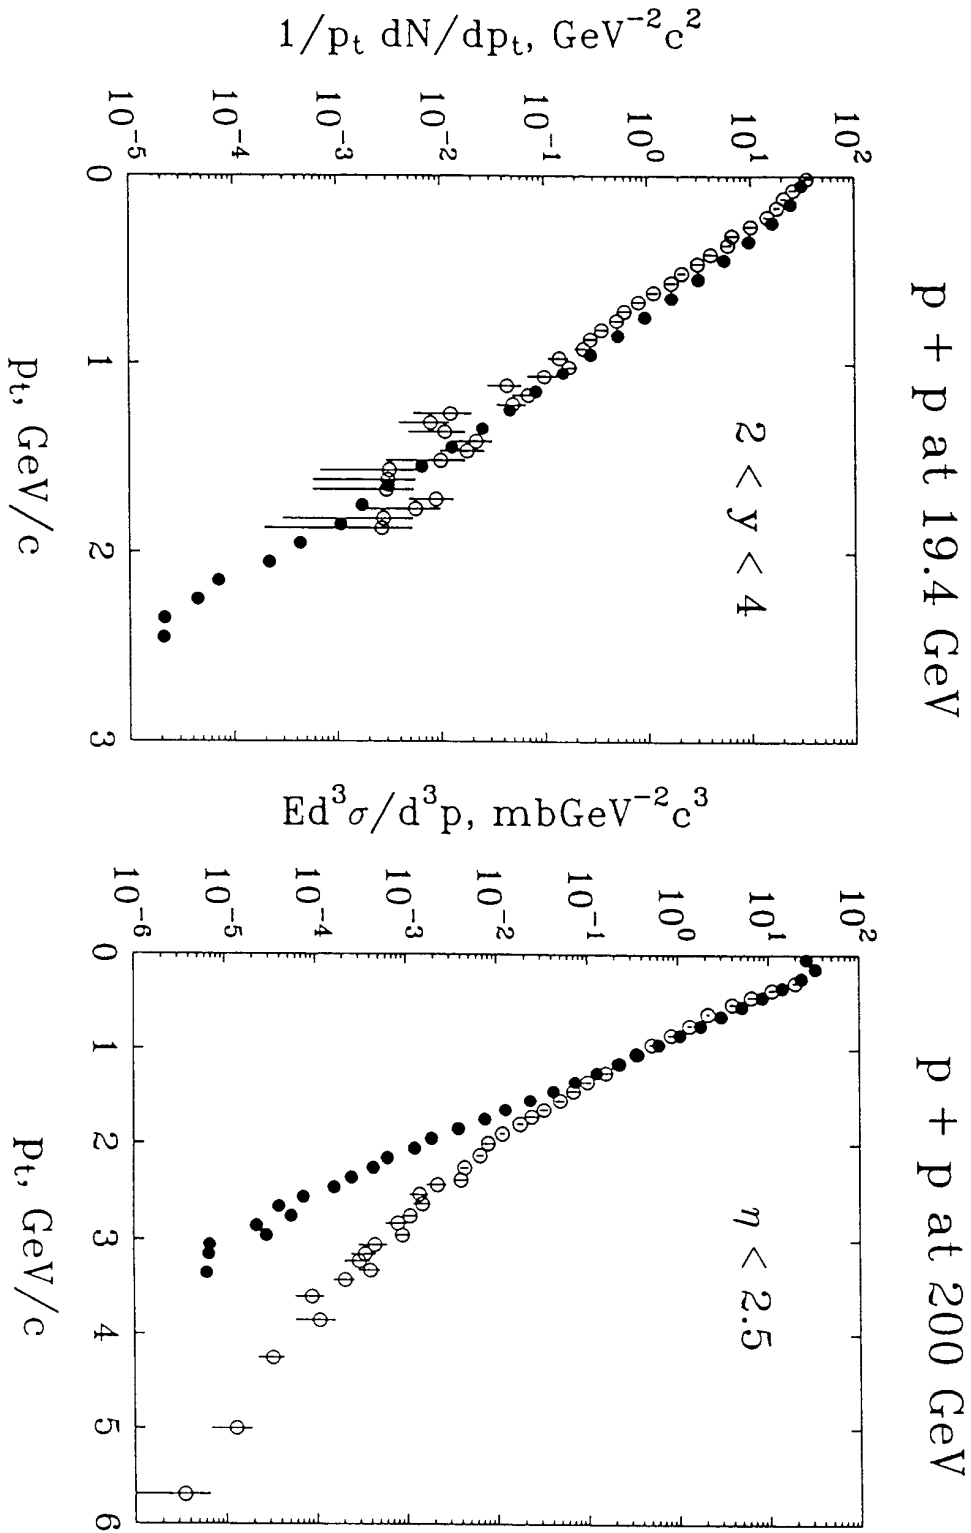 p + p at 19.4 GeV
1/p_t dN/dp_t, GeV^{-2}c^2
10^2
10^1
10^0
10^{-1}
10^{-2}
10^{-3}
10^{-4}
10^{-5}
2 < y < 4
0 1 2 3
p_t, GeV/c
p + p at 200 GeV
Ed^3σ/d^3p, mbGeV^{-2}c^3
10^2
10^1
10^0
10^{-1}
10^{-2}
10^{-3}
10^{-4}
10^{-5}
10^{-6}
η < 2.5
0 1 2 3 4 5 6
p_t, GeV/c